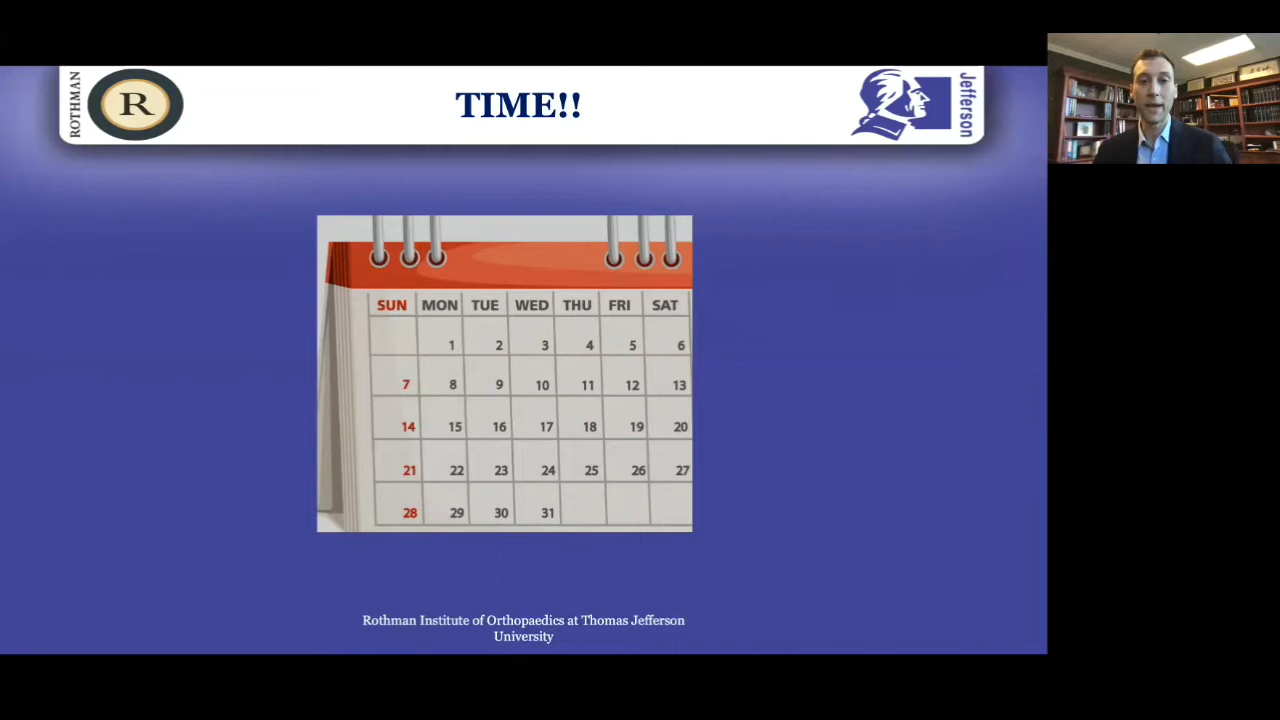 ROTHMAN
R
TIME!!
Jefferson
SUN MON TUE WED THU FRI SAT
1 2 3 4 5 6
7 8 9 10 11 12 13
14 15 16 17 18 19 20
21 22 23 24 25 26 27
28 29 30 31
Rothman Institute of Orthopaedics at Thomas Jefferson
University